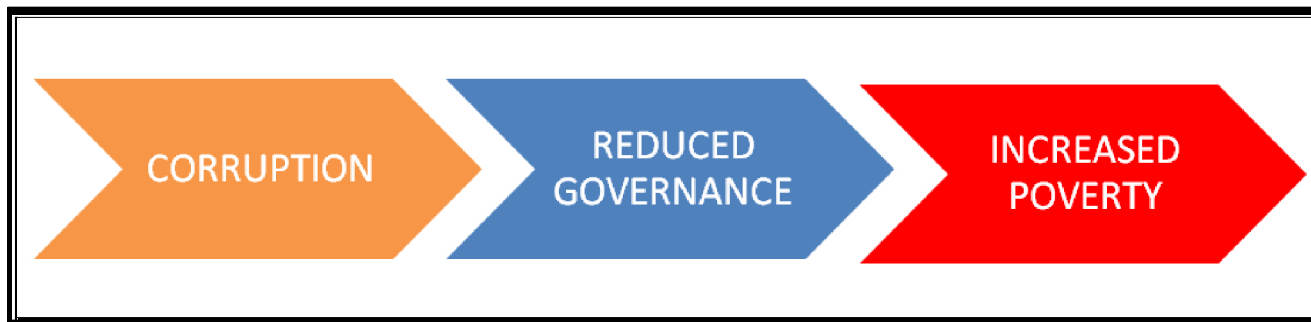 CORRUPTION
REDUCED
GOVERNANCE
INCREASED
POVERTY